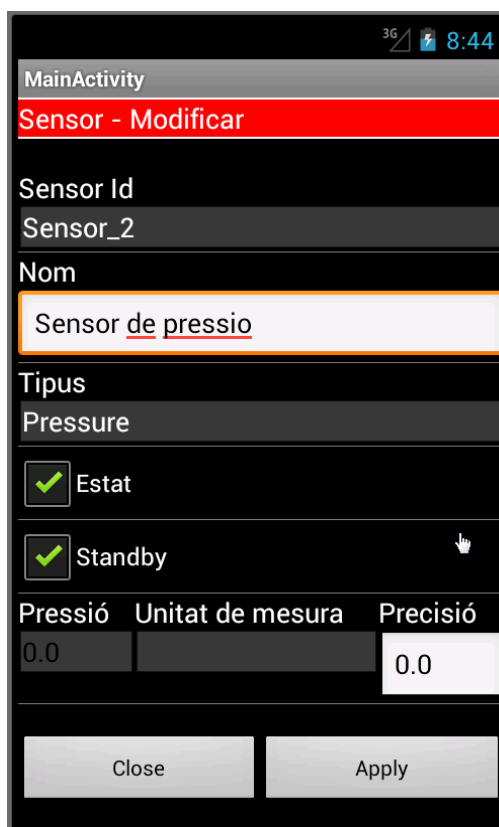 3G 8:44
MainActivity
Sensor - Modificar
Sensor Id
Sensor_2
Nom
Sensor de pressio
Tipus
Pressure
Estat
Standby
Pressió Unitat de mesura Precisió
0.0 0.0
Close Apply